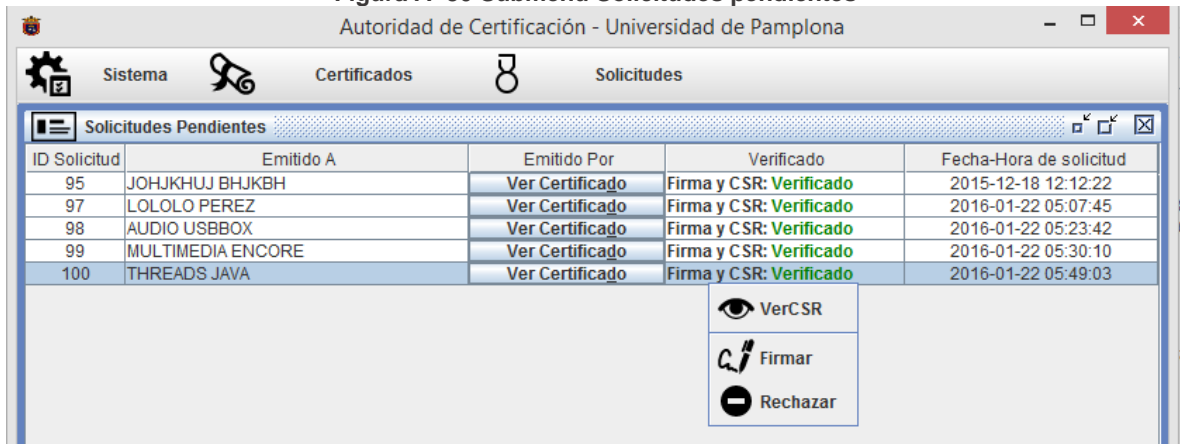 Autoridad de Certificación - Universidad de Pamplona
Sistema Certificados Solicitudes
Solicitudes Pendientes
ID Solicitud Emitido A Emitido Por Verificado Fecha-Hora de solicitud
95 JOHJKHUJ BHJKBH Ver Certificado Firma y CSR: Verificado 2015-12-18 12:12:22
97 LOLOLO PEREZ Ver Certificado Firma y CSR: Verificado 2016-01-22 05:07:45
98 AUDIO USBBOX Ver Certificado Firma y CSR: Verificado 2016-01-22 05:23:42
99 MULTIMEDIA ENCORE Ver Certificado Firma y CSR: Verificado 2016-01-22 05:30:10
100 THREADS JAVA Ver Certificado Firma y CSR: Verificado 2016-01-22 05:49:03
VerCSR
Firmar
Rechazar